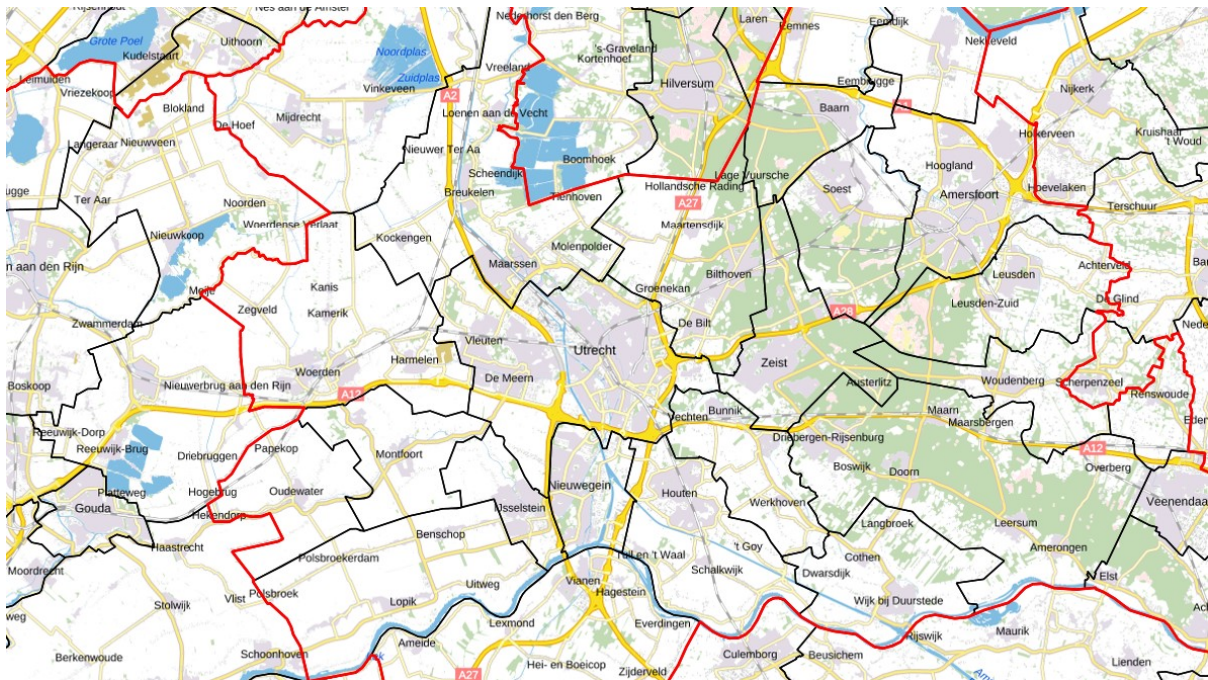 Nes aan de Amstel
Nederhorst den Berg
Laren
Eemnes
Eemdijk
Nekkeveld
Grote Poel
Uithoorn
Kudelstaart
Noordplas
's-Graveland
Kortenhoef
Leimuiden
Vriezekoop
Zuidplas
Vinkeveen
Vreeland
Hilversum
Eembrugge
Nijkerk
Blokland
De Hoef
Mijdrecht
A2
Loenen aan de Vecht
Baarn
A1
Holkerveen
Kruishaar
't Woud
Langeraar
Nieuwveen
Nieuwer Ter Aa
Boomhoek
Hoogland
Scheendijk
Lage Vuursche
Hollandsche Rading
Soest
Amersfoort
Hoevelaken
Ter Aar
Noorden
Breukelen
Tienhoven
A27
Terschuur
Woerdense Verlaat
Nieuwkoop
Kockengen
Molenpolder
Maartensdijk
Maarssen
Bilthoven
Leusden
Achterveld
Meije
Kanis
Groenekan
Leusden-Zuid
De Glind
Zegveld
Kamerik
De Bilt
A28
Zwammerdam
Vleuten
Utrecht
Harmelen
Zeist
Woerden
De Meern
Boskoop
Nieuwerbrug aan den Rijn
Austerlitz
Woudenberg
Scherpenzeel
Renswoude
A12
Bunnik
Vechten
Maarn
Maarsbergen
Reeuwijk-Dorp
Driebergen-Rijsenburg
Reeuwijk-Brug
Papekop
Driebruggen
Montfoort
A12
Boswijk
Doorn
Overberg
Platteweg
Hogebrug
Oudewater
Nieuwegein
Houten
Gouda
Hekendorp
IJsselstein
Werkhoven
Langbroek
Leersum
Haastrecht
Benschop
't Goy
Amerongen
Polsbroekerdam
Cothen
Moordrecht
Schalkwijk
Dwarsdijk
Elst
Vianen
Hagestein
Uitweg
Vlist
Polsbroek
Stolwijk
Lopik
Wijk bij Duurstede
Lexmond
Everdingen
Maurik
Rijswijk
Ameide
Berkenwoude
Schoonhoven
Culemborg
Beusichem
Hei- en Boeicop
Lienden
A27
Zijderveld